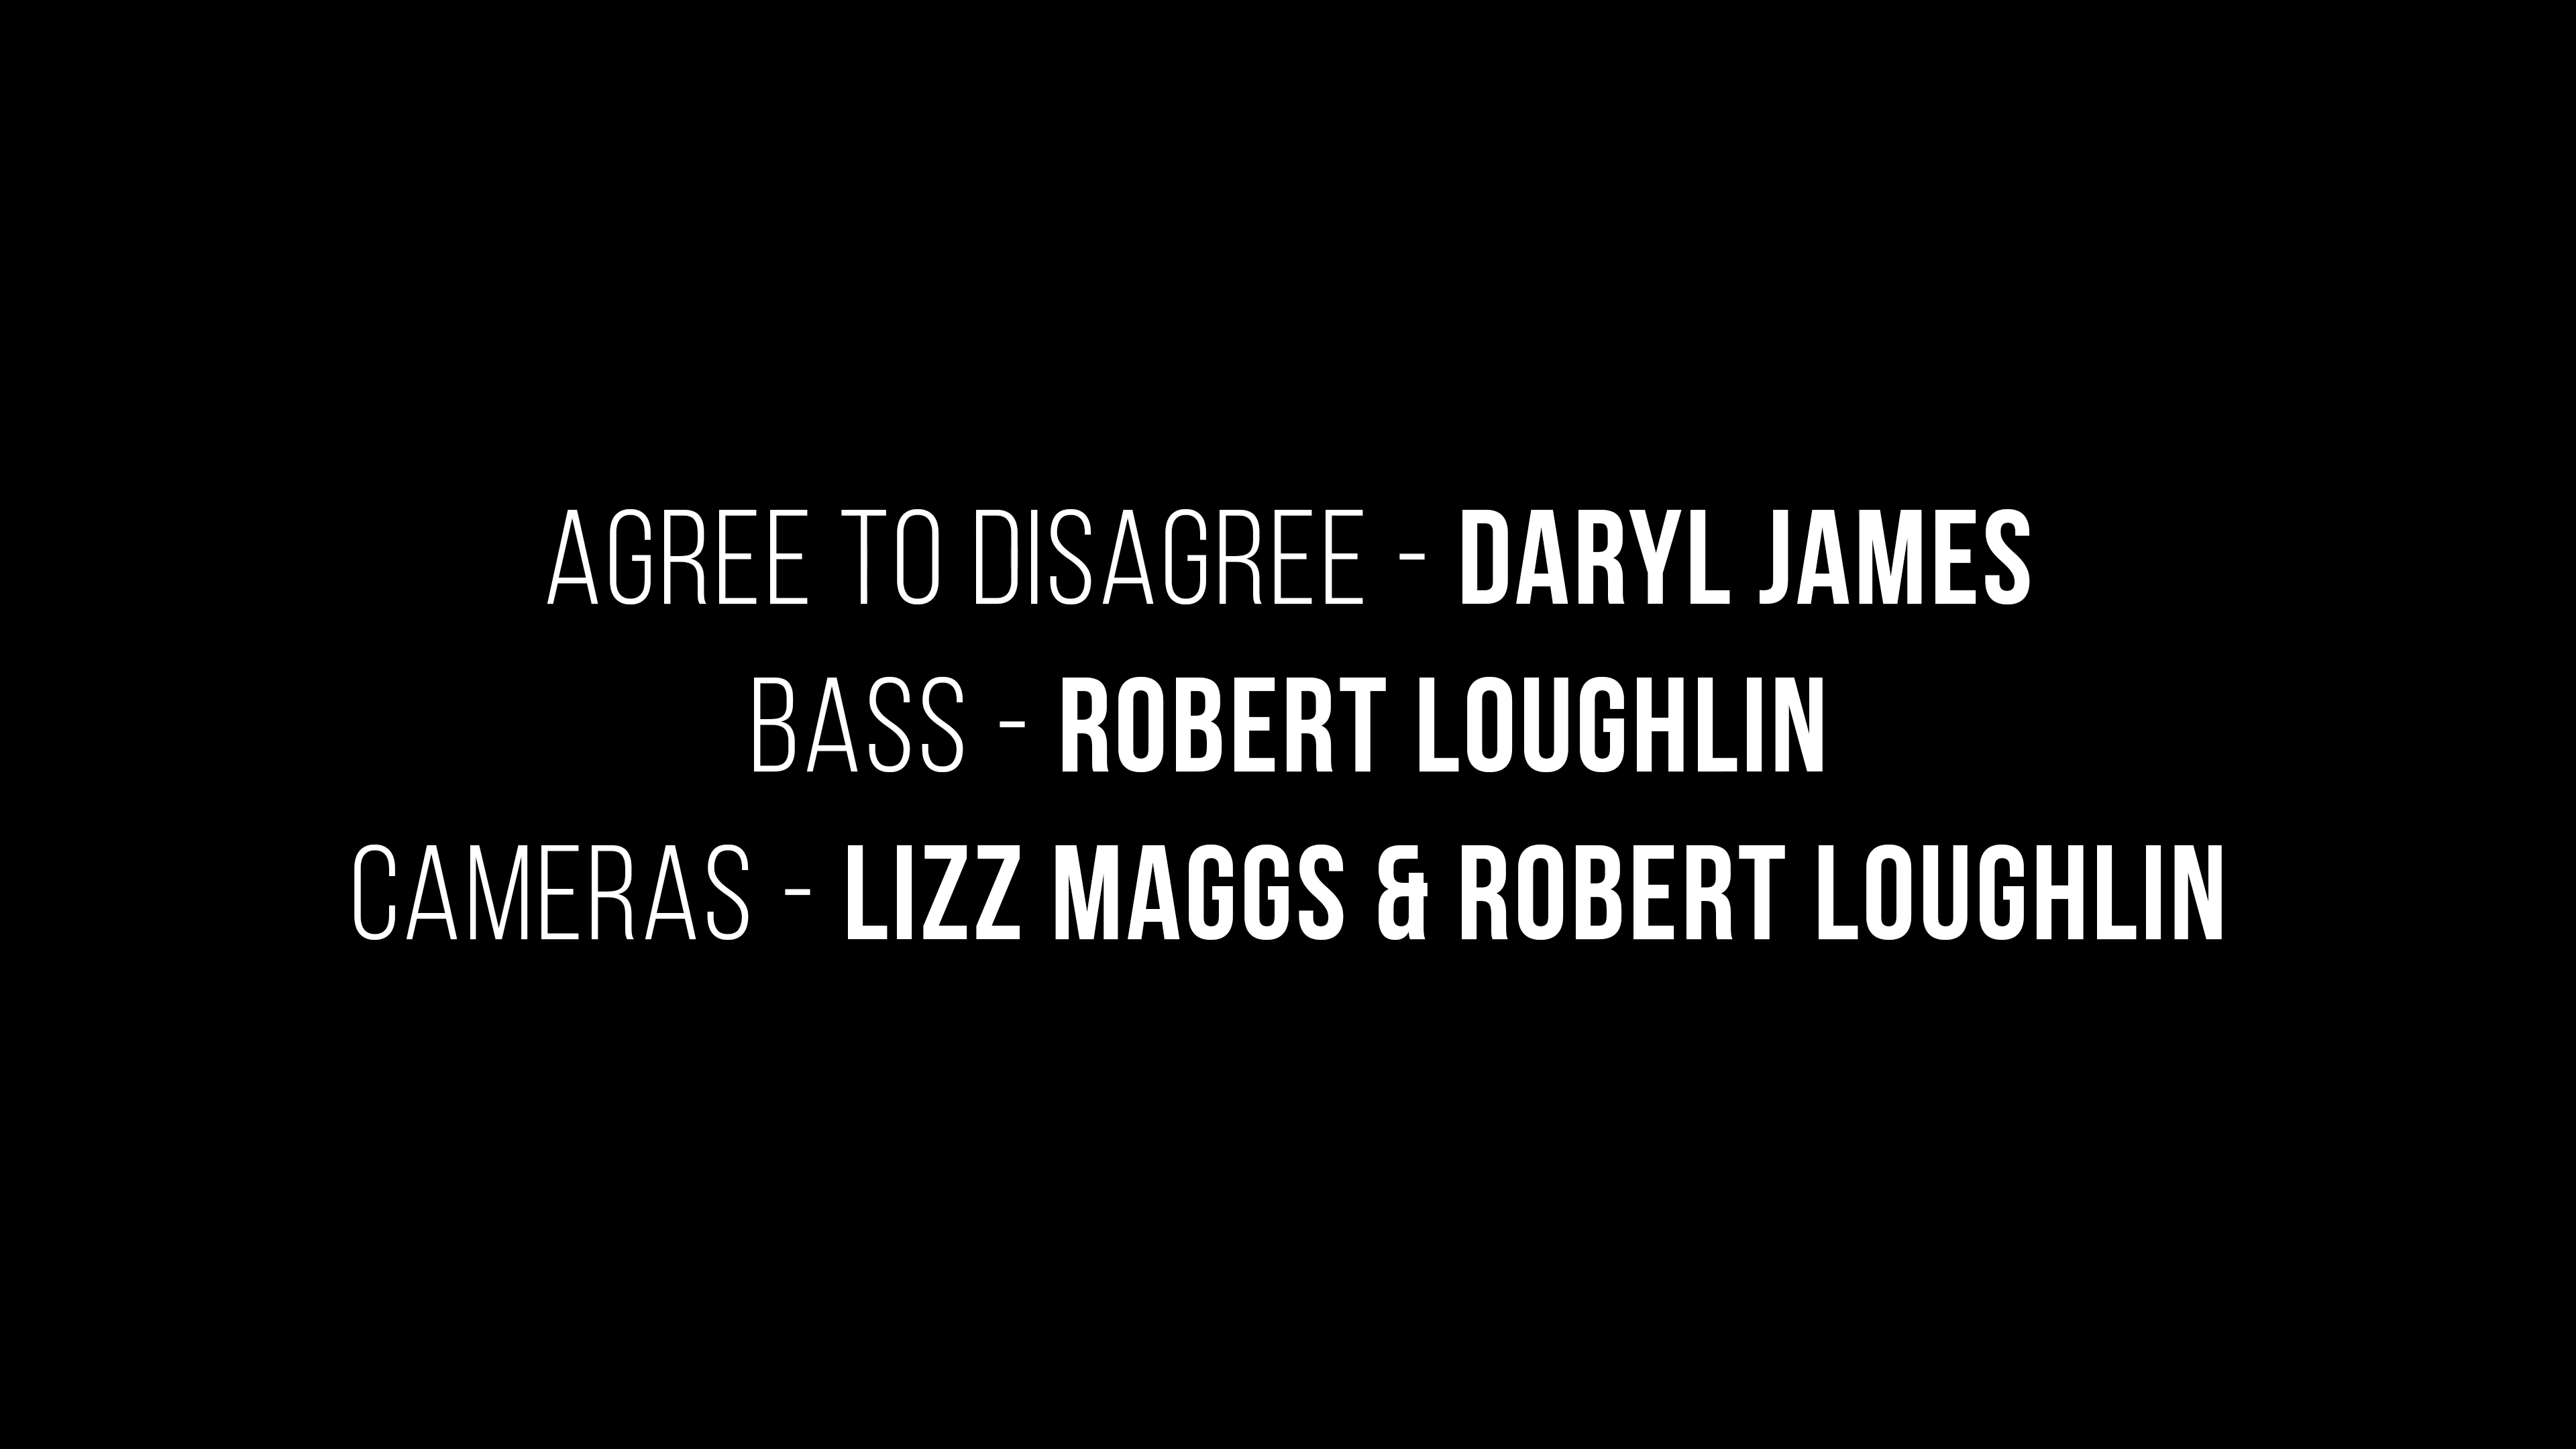 AGREE TO DISAGREE - DARYL JAMES
BASS - ROBERT LOUGHLIN
CAMERAS - LIZZ MAGGS & ROBERT LOUGHLIN